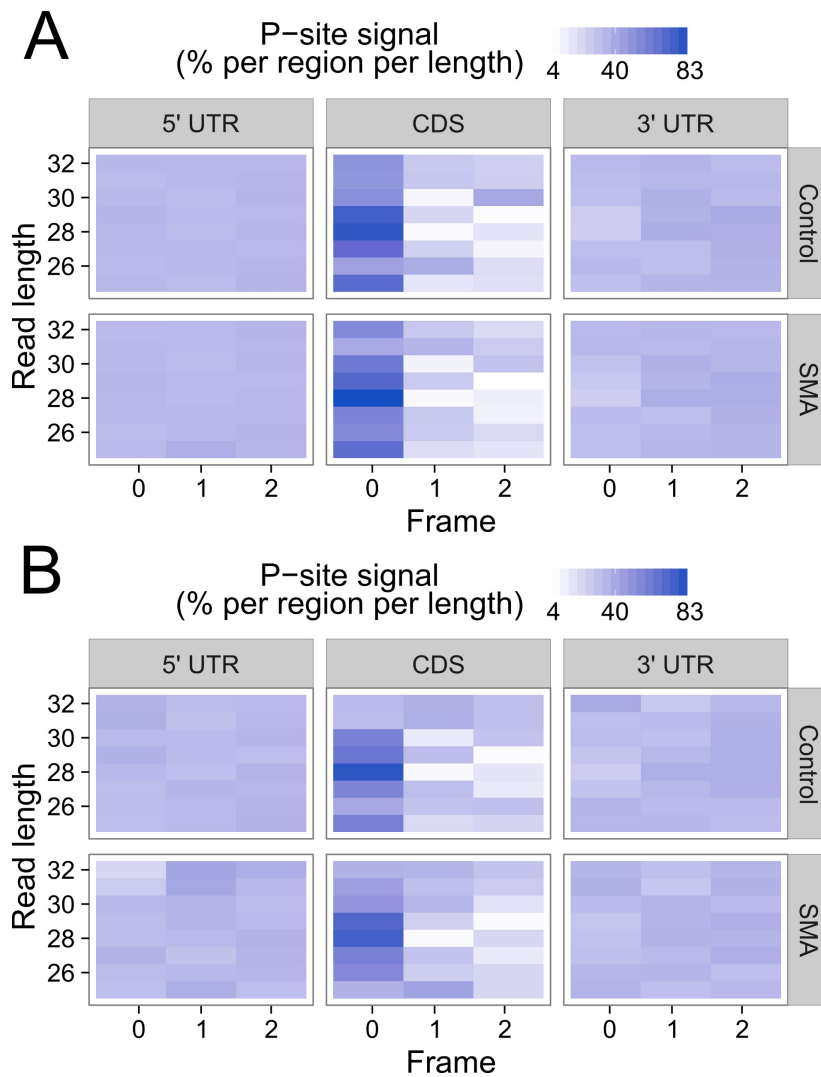 A
P−site signal
(% per region per length)
4 40 83
5' UTR CDS 3' UTR
Read length
32
30
28
26
Control
32
30
28
26
SMA
0 1 2 0 1 2 0 1 2
Frame
B
P−site signal
(% per region per length)
4 40 83
5' UTR CDS 3' UTR
Read length
32
30
28
26
Control
32
30
28
26
SMA
0 1 2 0 1 2 0 1 2
Frame